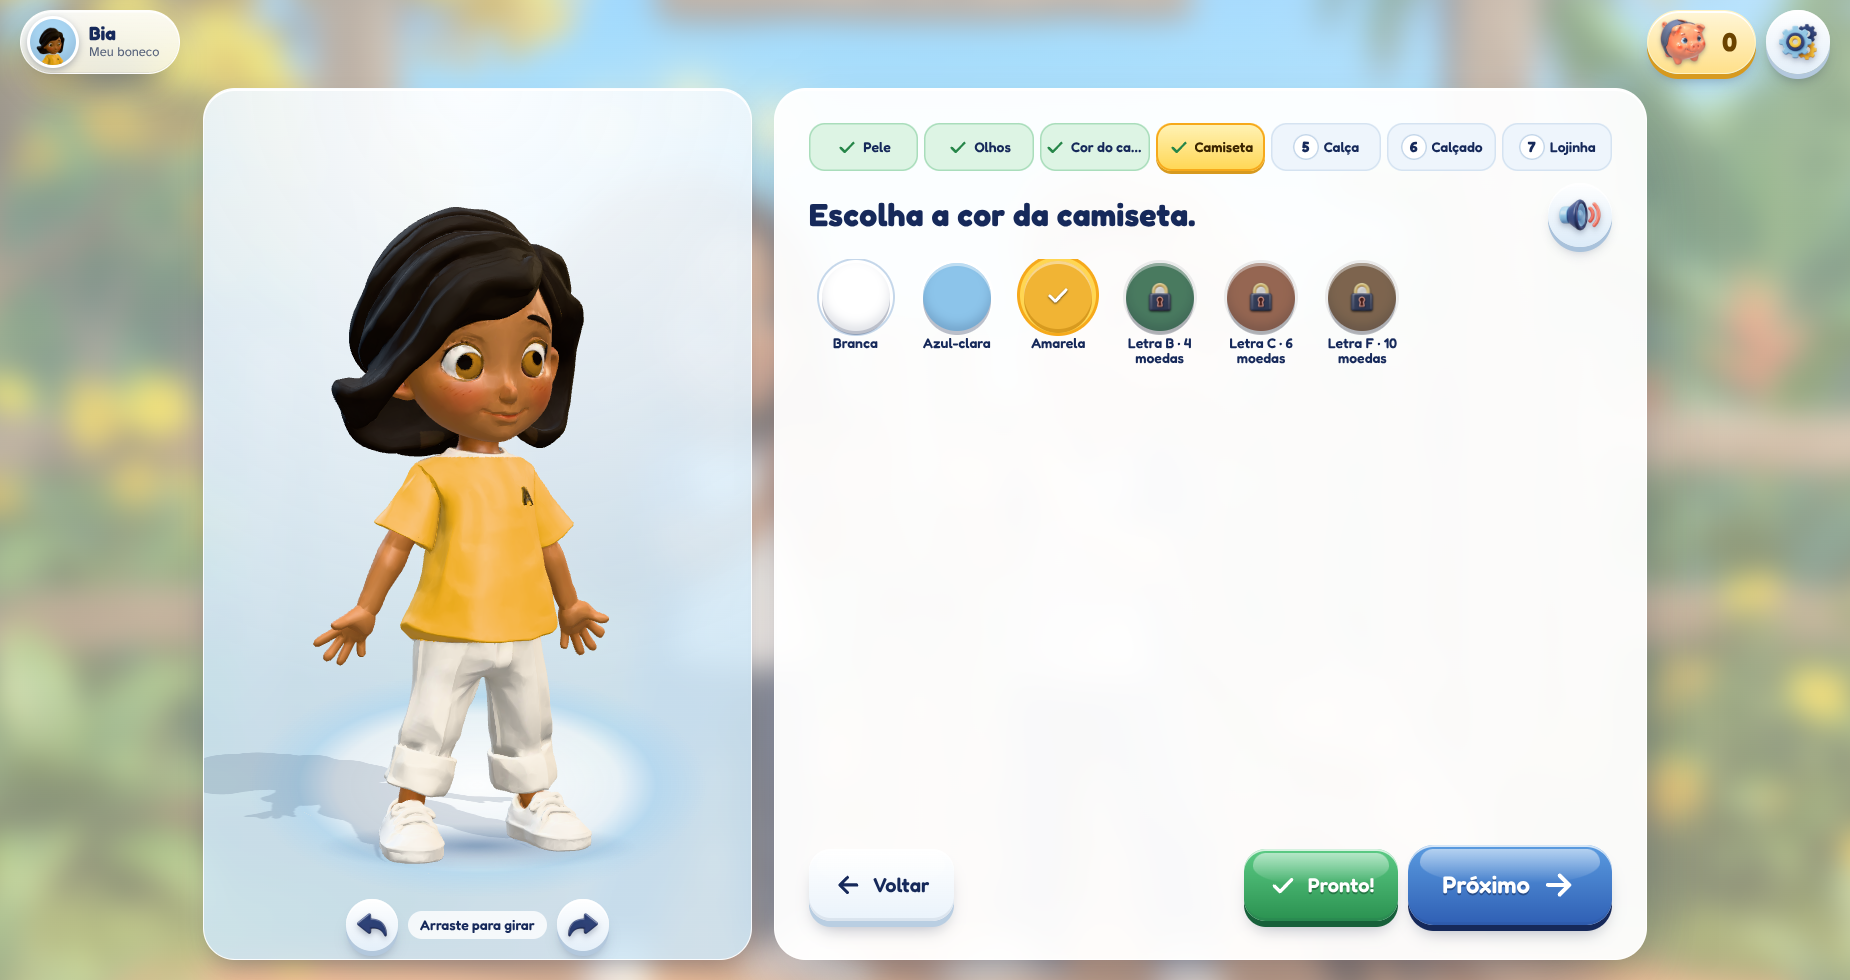 Bia
Meu boneco
0
Pele
Olhos
Cor do ca...
Camiseta
5 Calça
6 Calçado
7 Lojinha
Escolha a cor da camiseta.
Branca
Azul-clara
Amarela
Letra B · 4
moedas
Letra C · 6
moedas
Letra F · 10
moedas
A
Voltar
Pronto!
Próximo
Arraste para girar